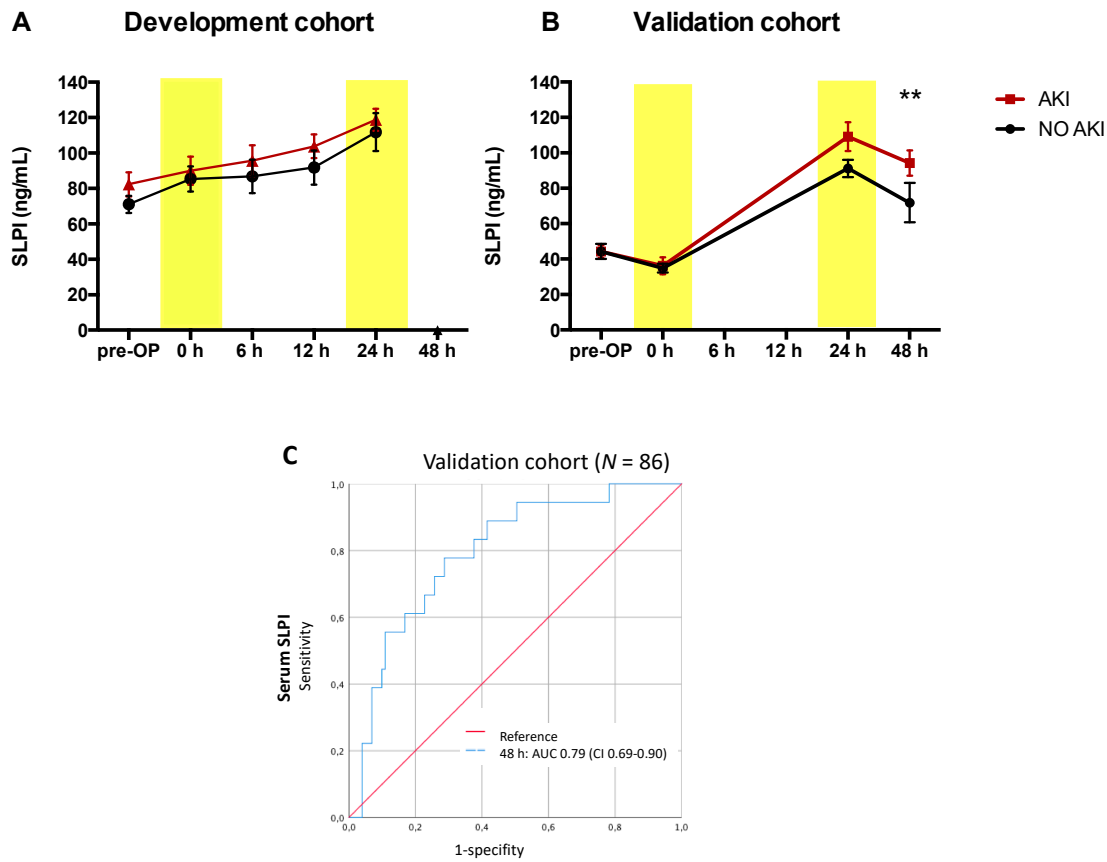 A
Development cohort
SLPI (ng/mL)
140
120
100
80
60
40
20
0
pre-OP 0 h 6 h 12 h 24 h 48 h
B
Validation cohort
SLPI (ng/mL)
140
120
100
80
60
40
20
0
**
pre-OP 0 h 6 h 12 h 24 h 48 h
AKI
NO AKI
C
Validation cohort (N = 86)
Serum SLPI
Sensitivity
1,0
0,8
0,6
0,4
0,2
0,0
Reference
48 h: AUC 0.79 (CI 0.69-0.90)
0,0 0,2 0,4 0,6 0,8 1,0
1-specifity